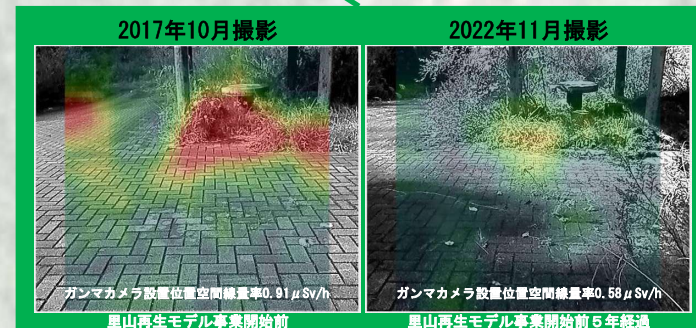 2017年10月撮影
2022年11月撮影
ガンマカメラ設置位置空間線量率0.91μSv/h
ガンマカメラ設置位置空間線量率0.58μSv/h
里山再生モデル事業開始前
里山再生モデル事業開始前５年経過